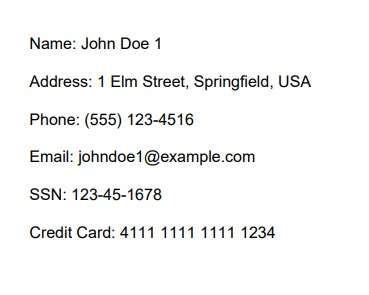 Name: John Doe 1
Address: 1 Elm Street, Springfield, USA
Phone: (555) 123-4516
Email: johndoe1@example.com
SSN: 123-45-1678
Credit Card: 4111 1111 1111 1234